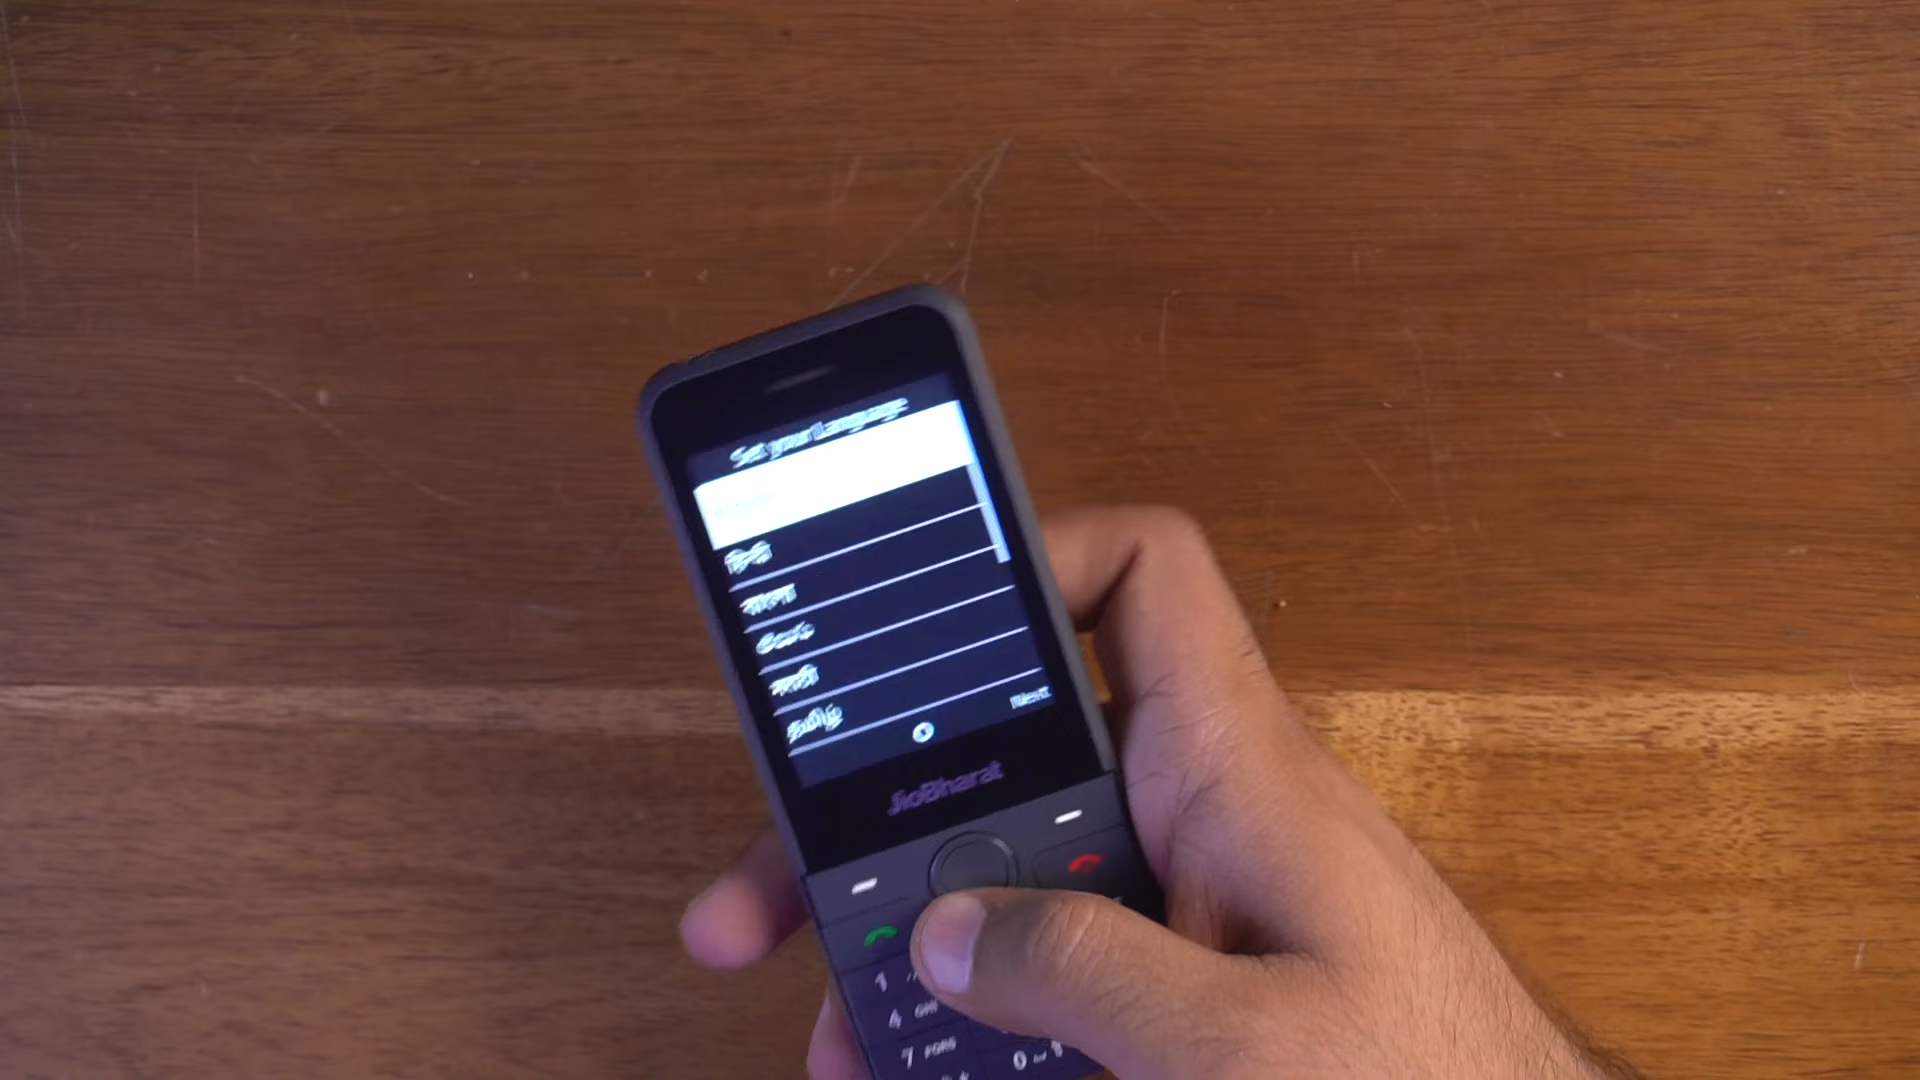 Set your Language
हिन्दी
বাংলা
తెలుగు
मराठी
தமிழ்
Next
JioBharat
1
4 GHI
7 PQRS
0